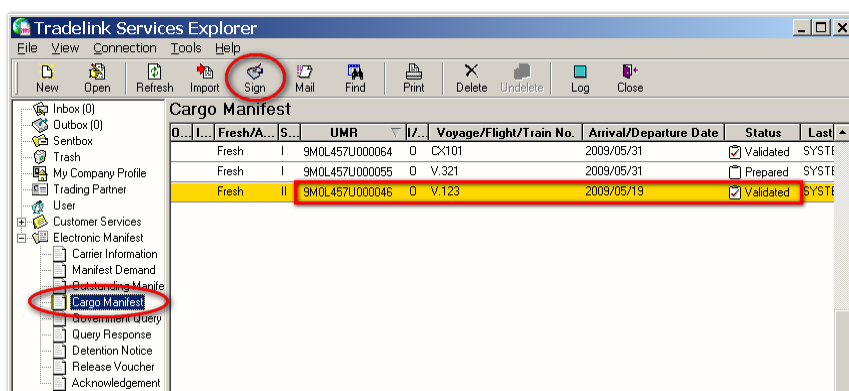 Tradelink Services Explorer
File View Connection Tools Help
New Open Refresh Import Sign Mail Find Print Delete Undelete Log Close
Inbox (0)
Outbox (0)
Sentbox
Trash
My Company Profile
Trading Partner
User
Customer Services
Electronic Manifest
Carrier Information
Manifest Demand
Outstanding Manife
Cargo Manifest
Government Query
Query Response
Detention Notice
Release Voucher
Acknowledgement
Cargo Manifest
O... I... Fresh/A... S... UMR I/... Voyage/Flight/Train No. Arrival/Departure Date Status Last
Fresh I 9M0L457U000064 O CX101 2009/05/31 Validated SYSTE
Fresh I 9M0L457U000055 O V.321 2009/05/31 Prepared SYSTE
Fresh II 9M0L457U000046 O V.123 2009/05/19 Validated SYSTE